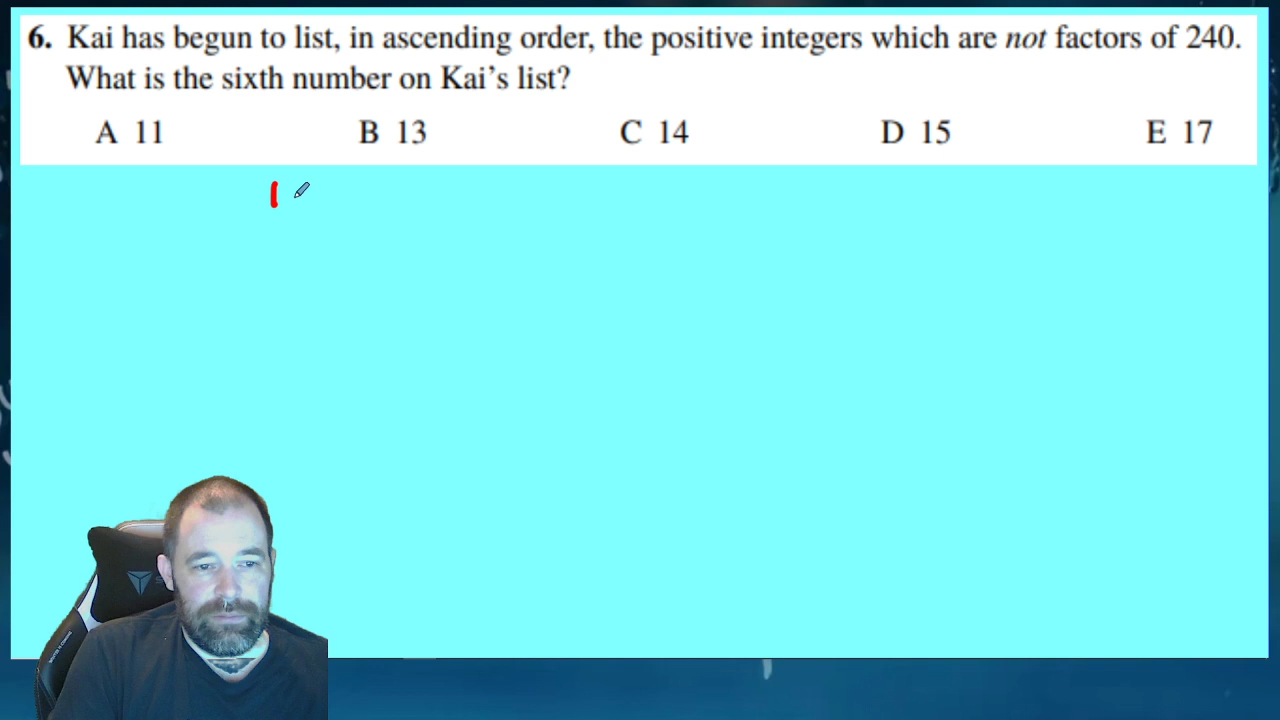 6. Kai has begun to list, in ascending order, the positive integers which are not factors of 240.
What is the sixth number on Kai's list?
A 11 B 13 C 14 D 15 E 17
1